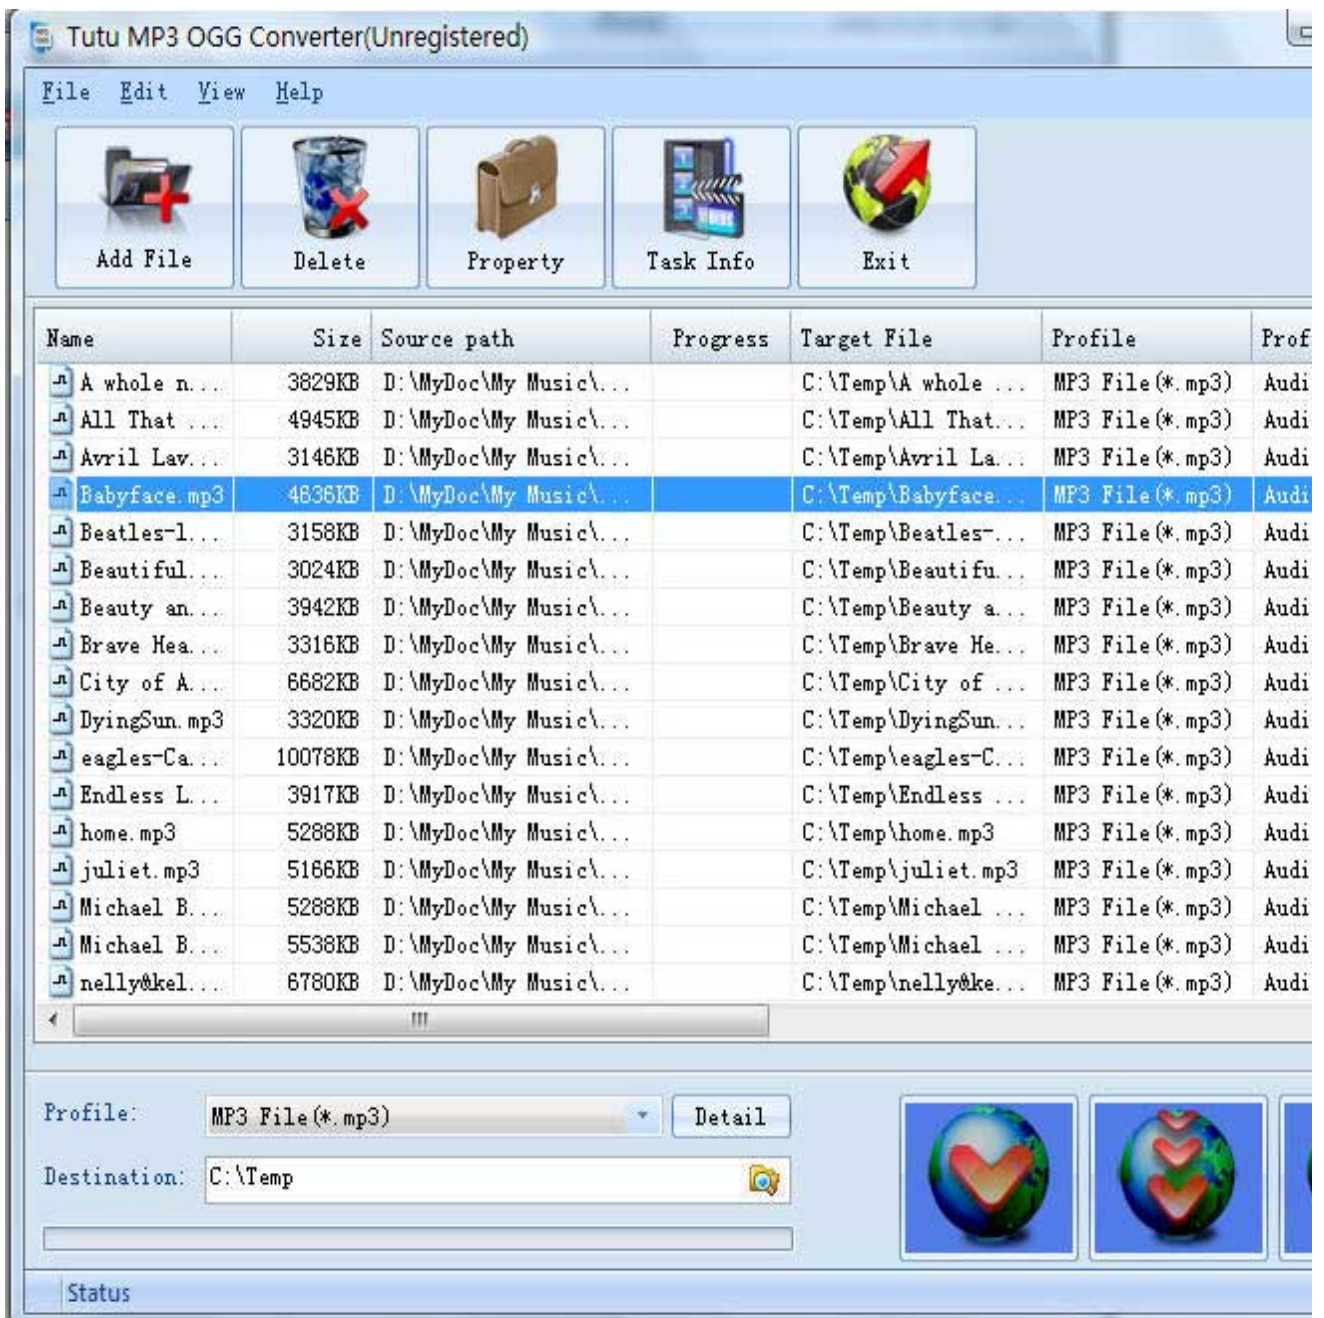 Tutu MP3 OGG Converter(Unregistered)
File Edit View Help
Add File Delete Property Task Info Exit
Name Size Source path Progress Target File Profile Prof
A whole n... 3829KB D:\MyDoc\My Music\... C:\Temp\A whole ... MP3 File(*.mp3) Audi
All That ... 4945KB D:\MyDoc\My Music\... C:\Temp\All That... MP3 File(*.mp3) Audi
Avril Lav... 3146KB D:\MyDoc\My Music\... C:\Temp\Avril La... MP3 File(*.mp3) Audi
Babyface.mp3 4636KB D:\MyDoc\My Music\... C:\Temp\Babyface... MP3 File(*.mp3) Audi
Beatles-l... 3158KB D:\MyDoc\My Music\... C:\Temp\Beatles-... MP3 File(*.mp3) Audi
Beautiful... 3024KB D:\MyDoc\My Music\... C:\Temp\Beautifu... MP3 File(*.mp3) Audi
Beauty an... 3942KB D:\MyDoc\My Music\... C:\Temp\Beauty a... MP3 File(*.mp3) Audi
Brave Hea... 3316KB D:\MyDoc\My Music\... C:\Temp\Brave He... MP3 File(*.mp3) Audi
City of A... 6682KB D:\MyDoc\My Music\... C:\Temp\City of ... MP3 File(*.mp3) Audi
DyingSun.mp3 3320KB D:\MyDoc\My Music\... C:\Temp\DyingSun... MP3 File(*.mp3) Audi
eagles-Ca... 10078KB D:\MyDoc\My Music\... C:\Temp\eagles-C... MP3 File(*.mp3) Audi
Endless L... 3917KB D:\MyDoc\My Music\... C:\Temp\Endless ... MP3 File(*.mp3) Audi
home.mp3 5288KB D:\MyDoc\My Music\... C:\Temp\home.mp3 MP3 File(*.mp3) Audi
juliet.mp3 5166KB D:\MyDoc\My Music\... C:\Temp\juliet.mp3 MP3 File(*.mp3) Audi
Michael B... 5288KB D:\MyDoc\My Music\... C:\Temp\Michael ... MP3 File(*.mp3) Audi
Michael B... 5538KB D:\MyDoc\My Music\... C:\Temp\Michael ... MP3 File(*.mp3) Audi
nelly&kel... 6780KB D:\MyDoc\My Music\... C:\Temp\nelly&ke... MP3 File(*.mp3) Audi
Profile: MP3 File(*.mp3) Detail
Destination: C:\Temp
Status